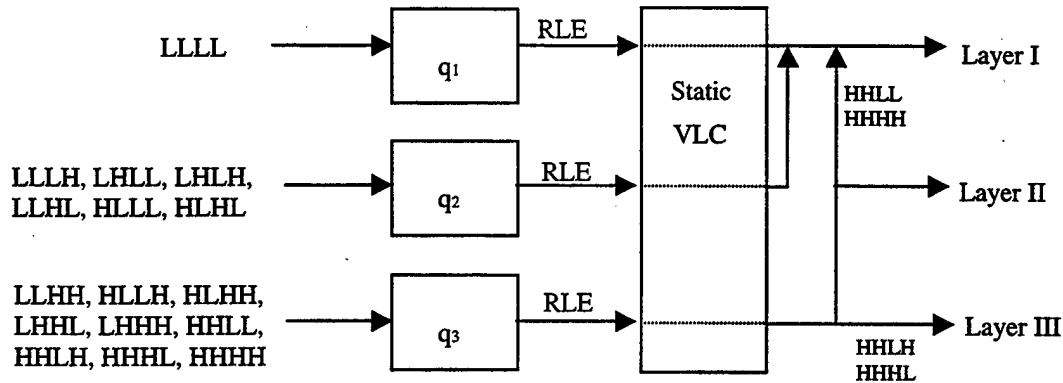 LLLL
q1
RLE
Static
VLC
Layer I
HHLL
HHHH
LLLH, LHLL, LHLH,
LLHL, HLLL, HLHL
q2
RLE
Layer II
LLHH, HLLH, HLHH,
LHHL, LHHH, HHLL,
HHLH, HHHL, HHHH
q3
RLE
Layer III
HHLH
HHHL